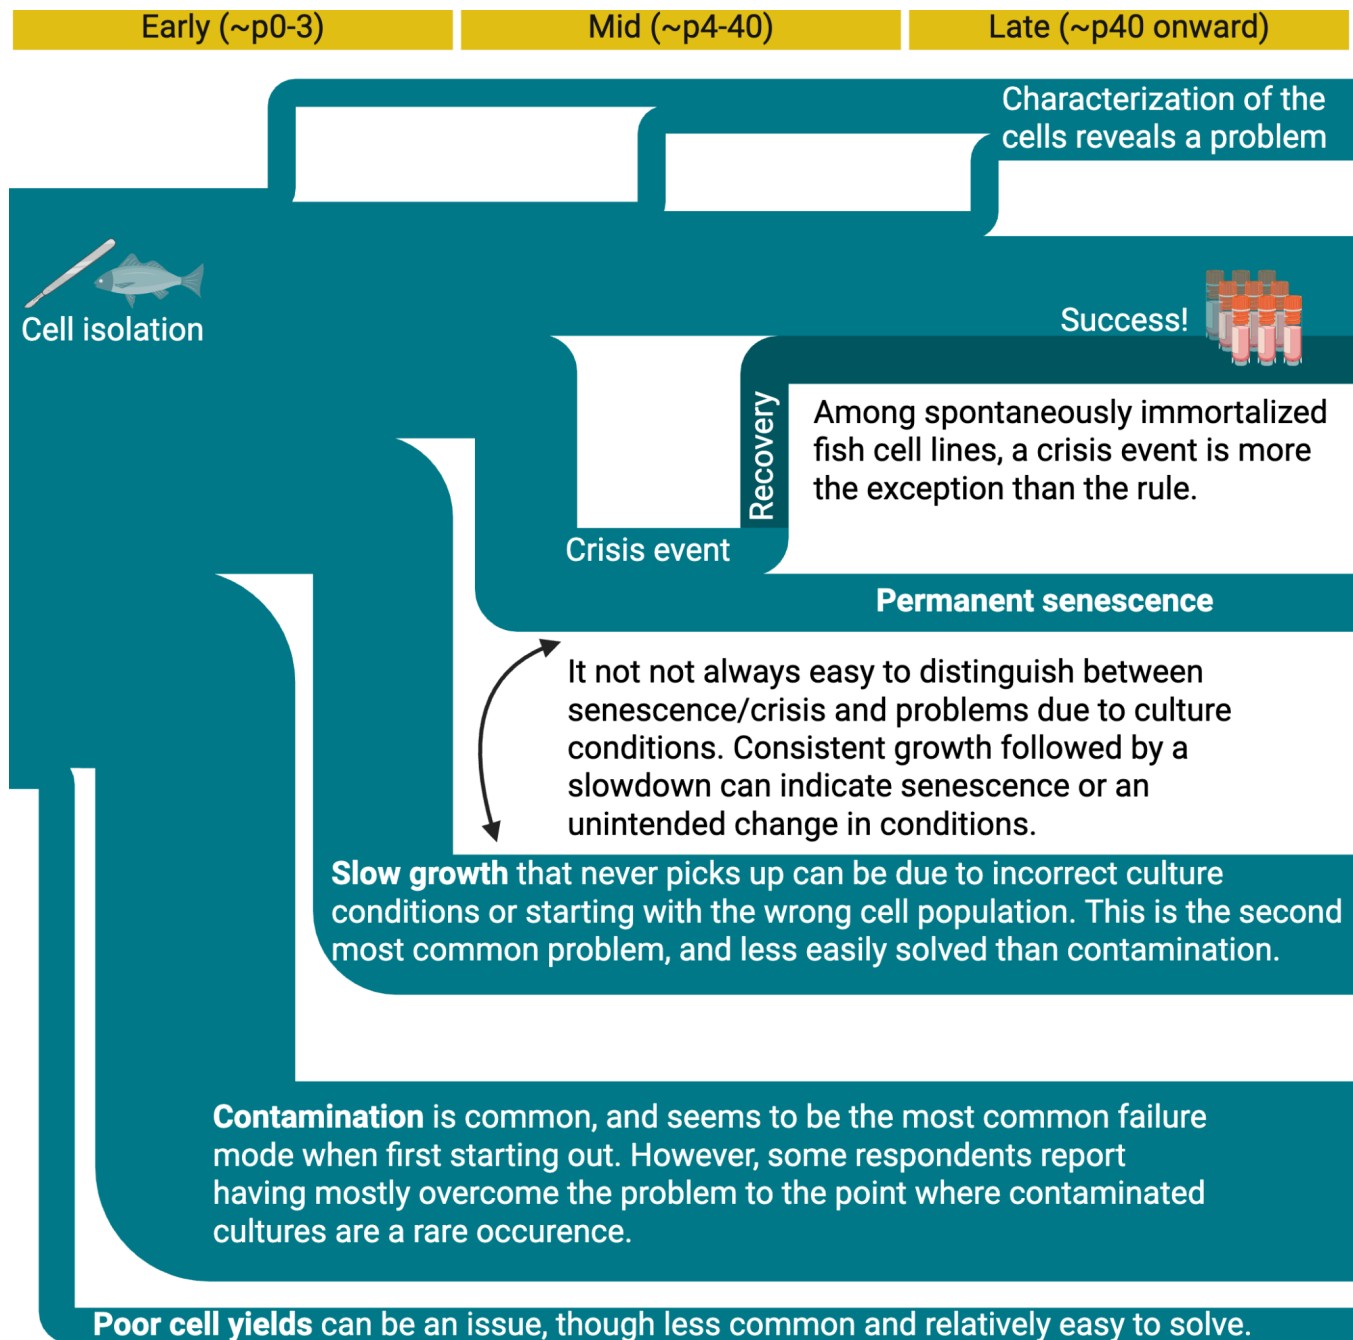 Early (~p0-3)
Mid (~p4-40)
Late (~p40 onward)
Characterization of the
cells reveals a problem
Cell isolation
Success!
Recovery
Among spontaneously immortalized
fish cell lines, a crisis event is more
the exception than the rule.
Crisis event
Permanent senescence
It not not always easy to distinguish between
senescence/crisis and problems due to culture
conditions. Consistent growth followed by a
slowdown can indicate senescence or an
unintended change in conditions.
Slow growth that never picks up can be due to incorrect culture
conditions or starting with the wrong cell population. This is the second
most common problem, and less easily solved than contamination.
Contamination is common, and seems to be the most common failure
mode when first starting out. However, some respondents report
having mostly overcome the problem to the point where contaminated
cultures are a rare occurence.
Poor cell yields can be an issue, though less common and relatively easy to solve.